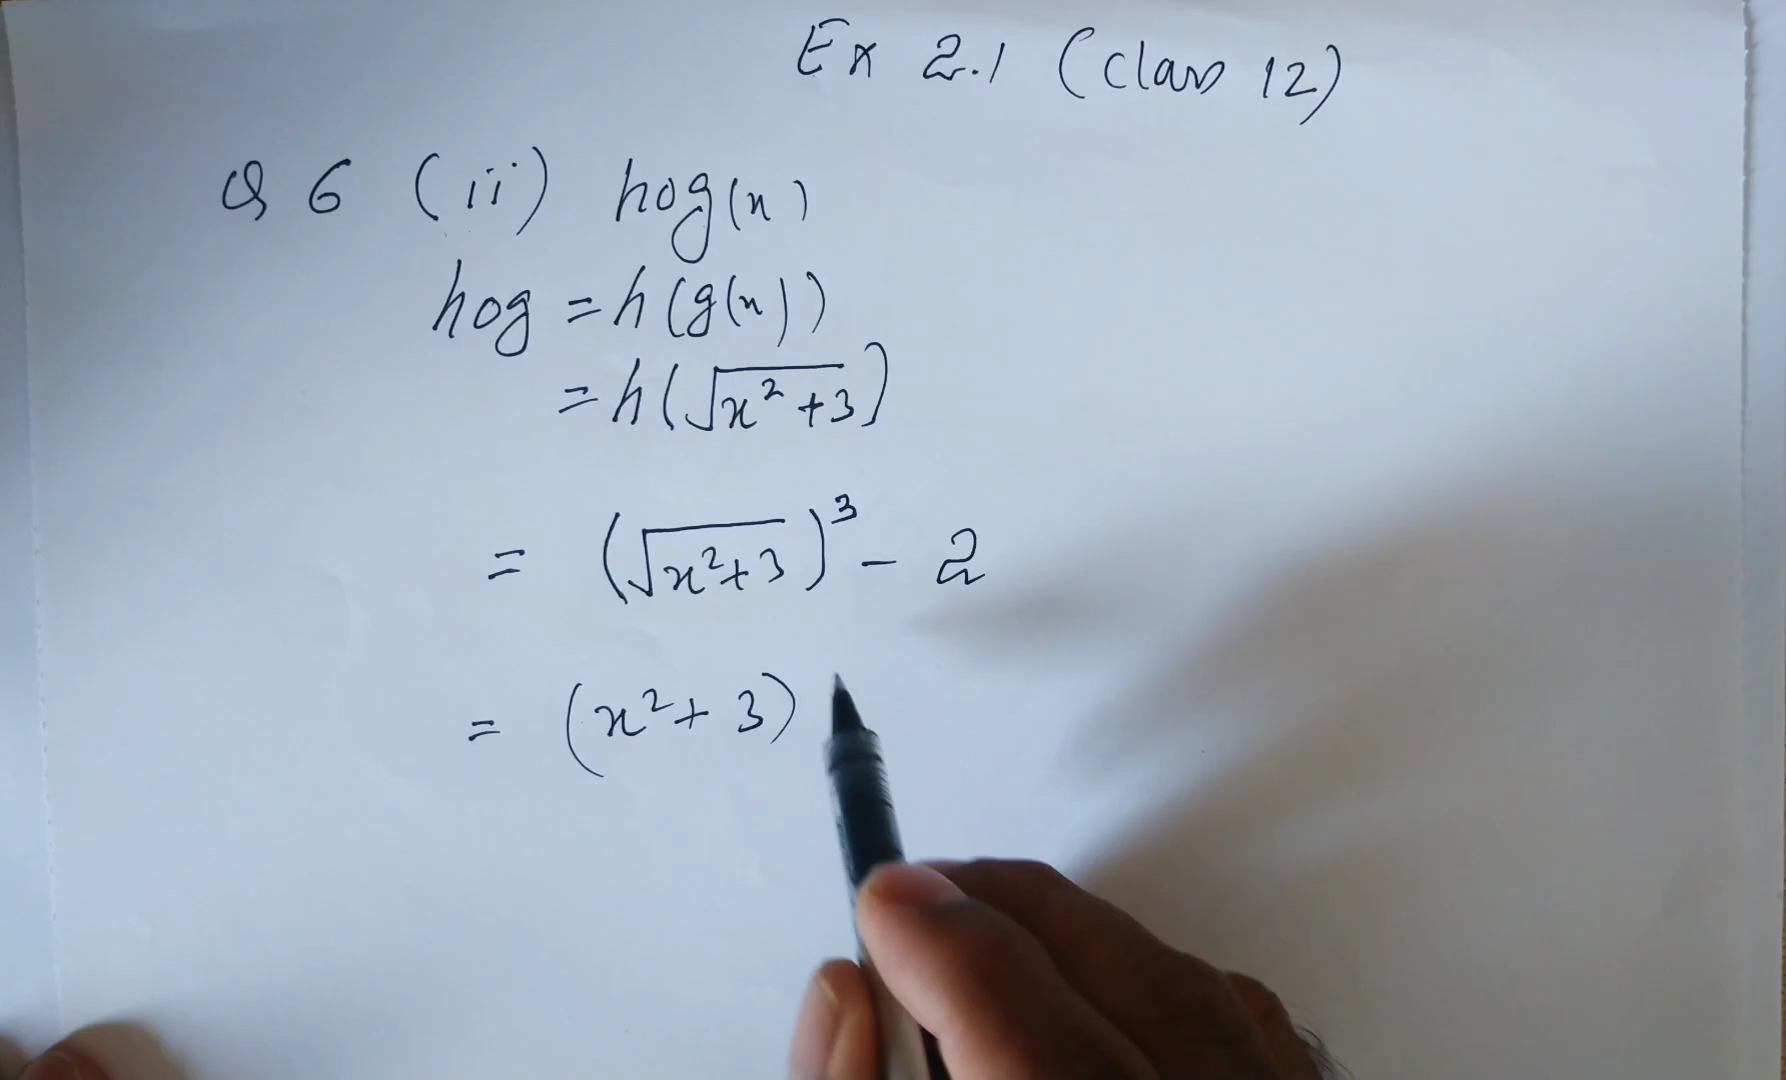 Ex 2.1 (Class 12)
Q 6 (ii) hog(x)
hog = h(g(x))
= h(√x²+3)
= (√x²+3)³ - 2
= (x²+3)